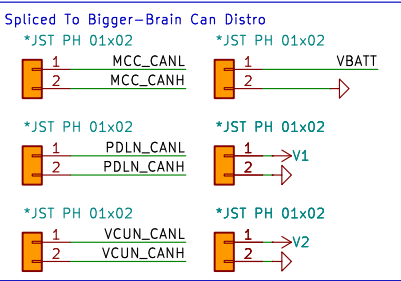 Spliced To Bigger-Brain Can Distro
*JST PH 01x02
1 MCC_CANL
2 MCC_CANH
*JST PH 01x02
1 VBATT
2
*JST PH 01x02
1 PDLN_CANL
2 PDLN_CANH
*JST PH 01x02
1 V1
2
*JST PH 01x02
1 VCUN_CANL
2 VCUN_CANH
*JST PH 01x02
1 V2
2